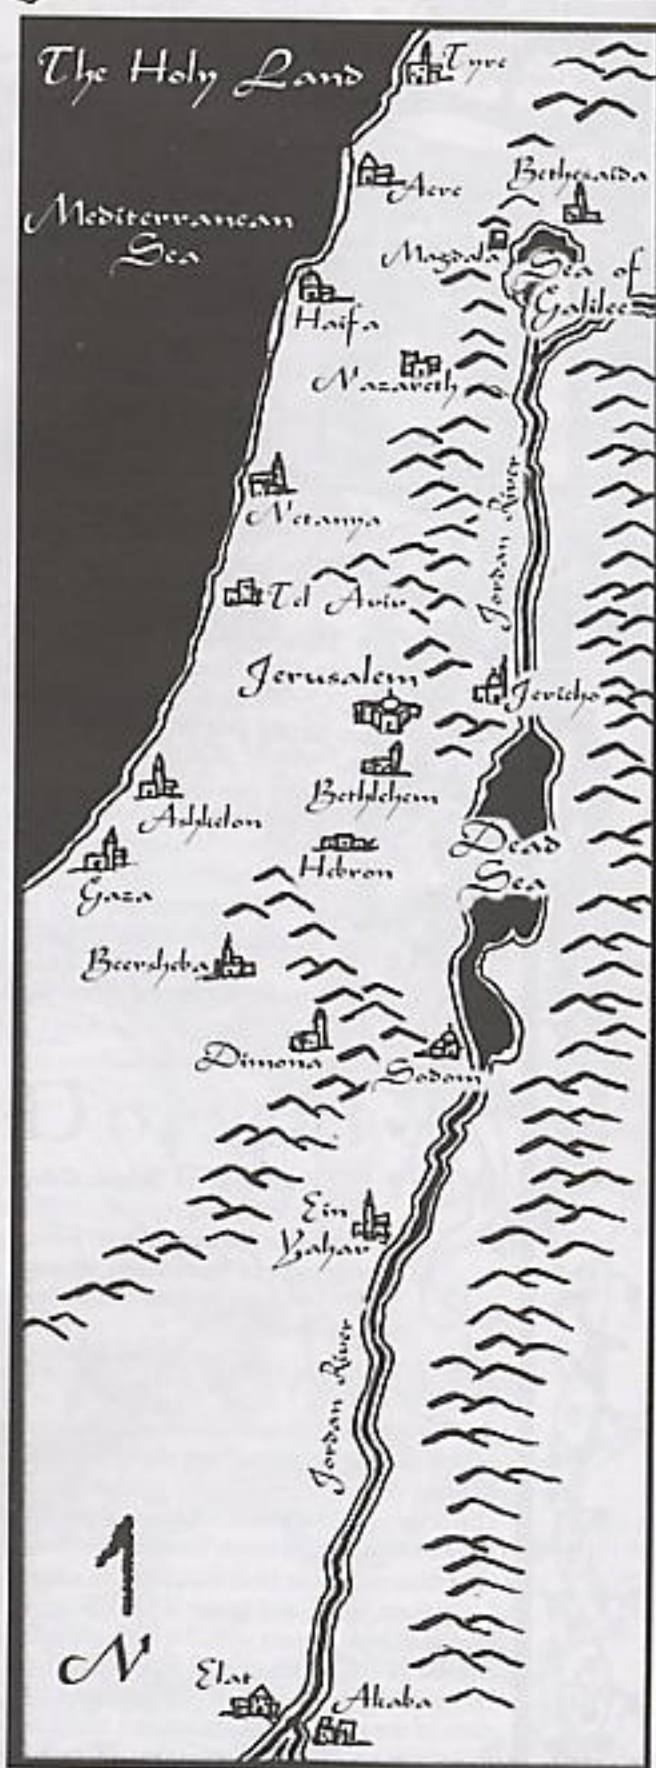 The Holy Land
Tyre
Acre
Bethesaida
Mediterranean
Sea
Magdala
Sea of
Galilee
Haifa
Nazareth
Jordan River
Netanya
Tel Aviv
Jerusalem
Jericho
Bethlehem
Ashkelon
Dead
Sea
Hebron
Gaza
Beersheba
Dimona
Sodom
Ein
Yahav
Jordan River
N
Elat
Akaba